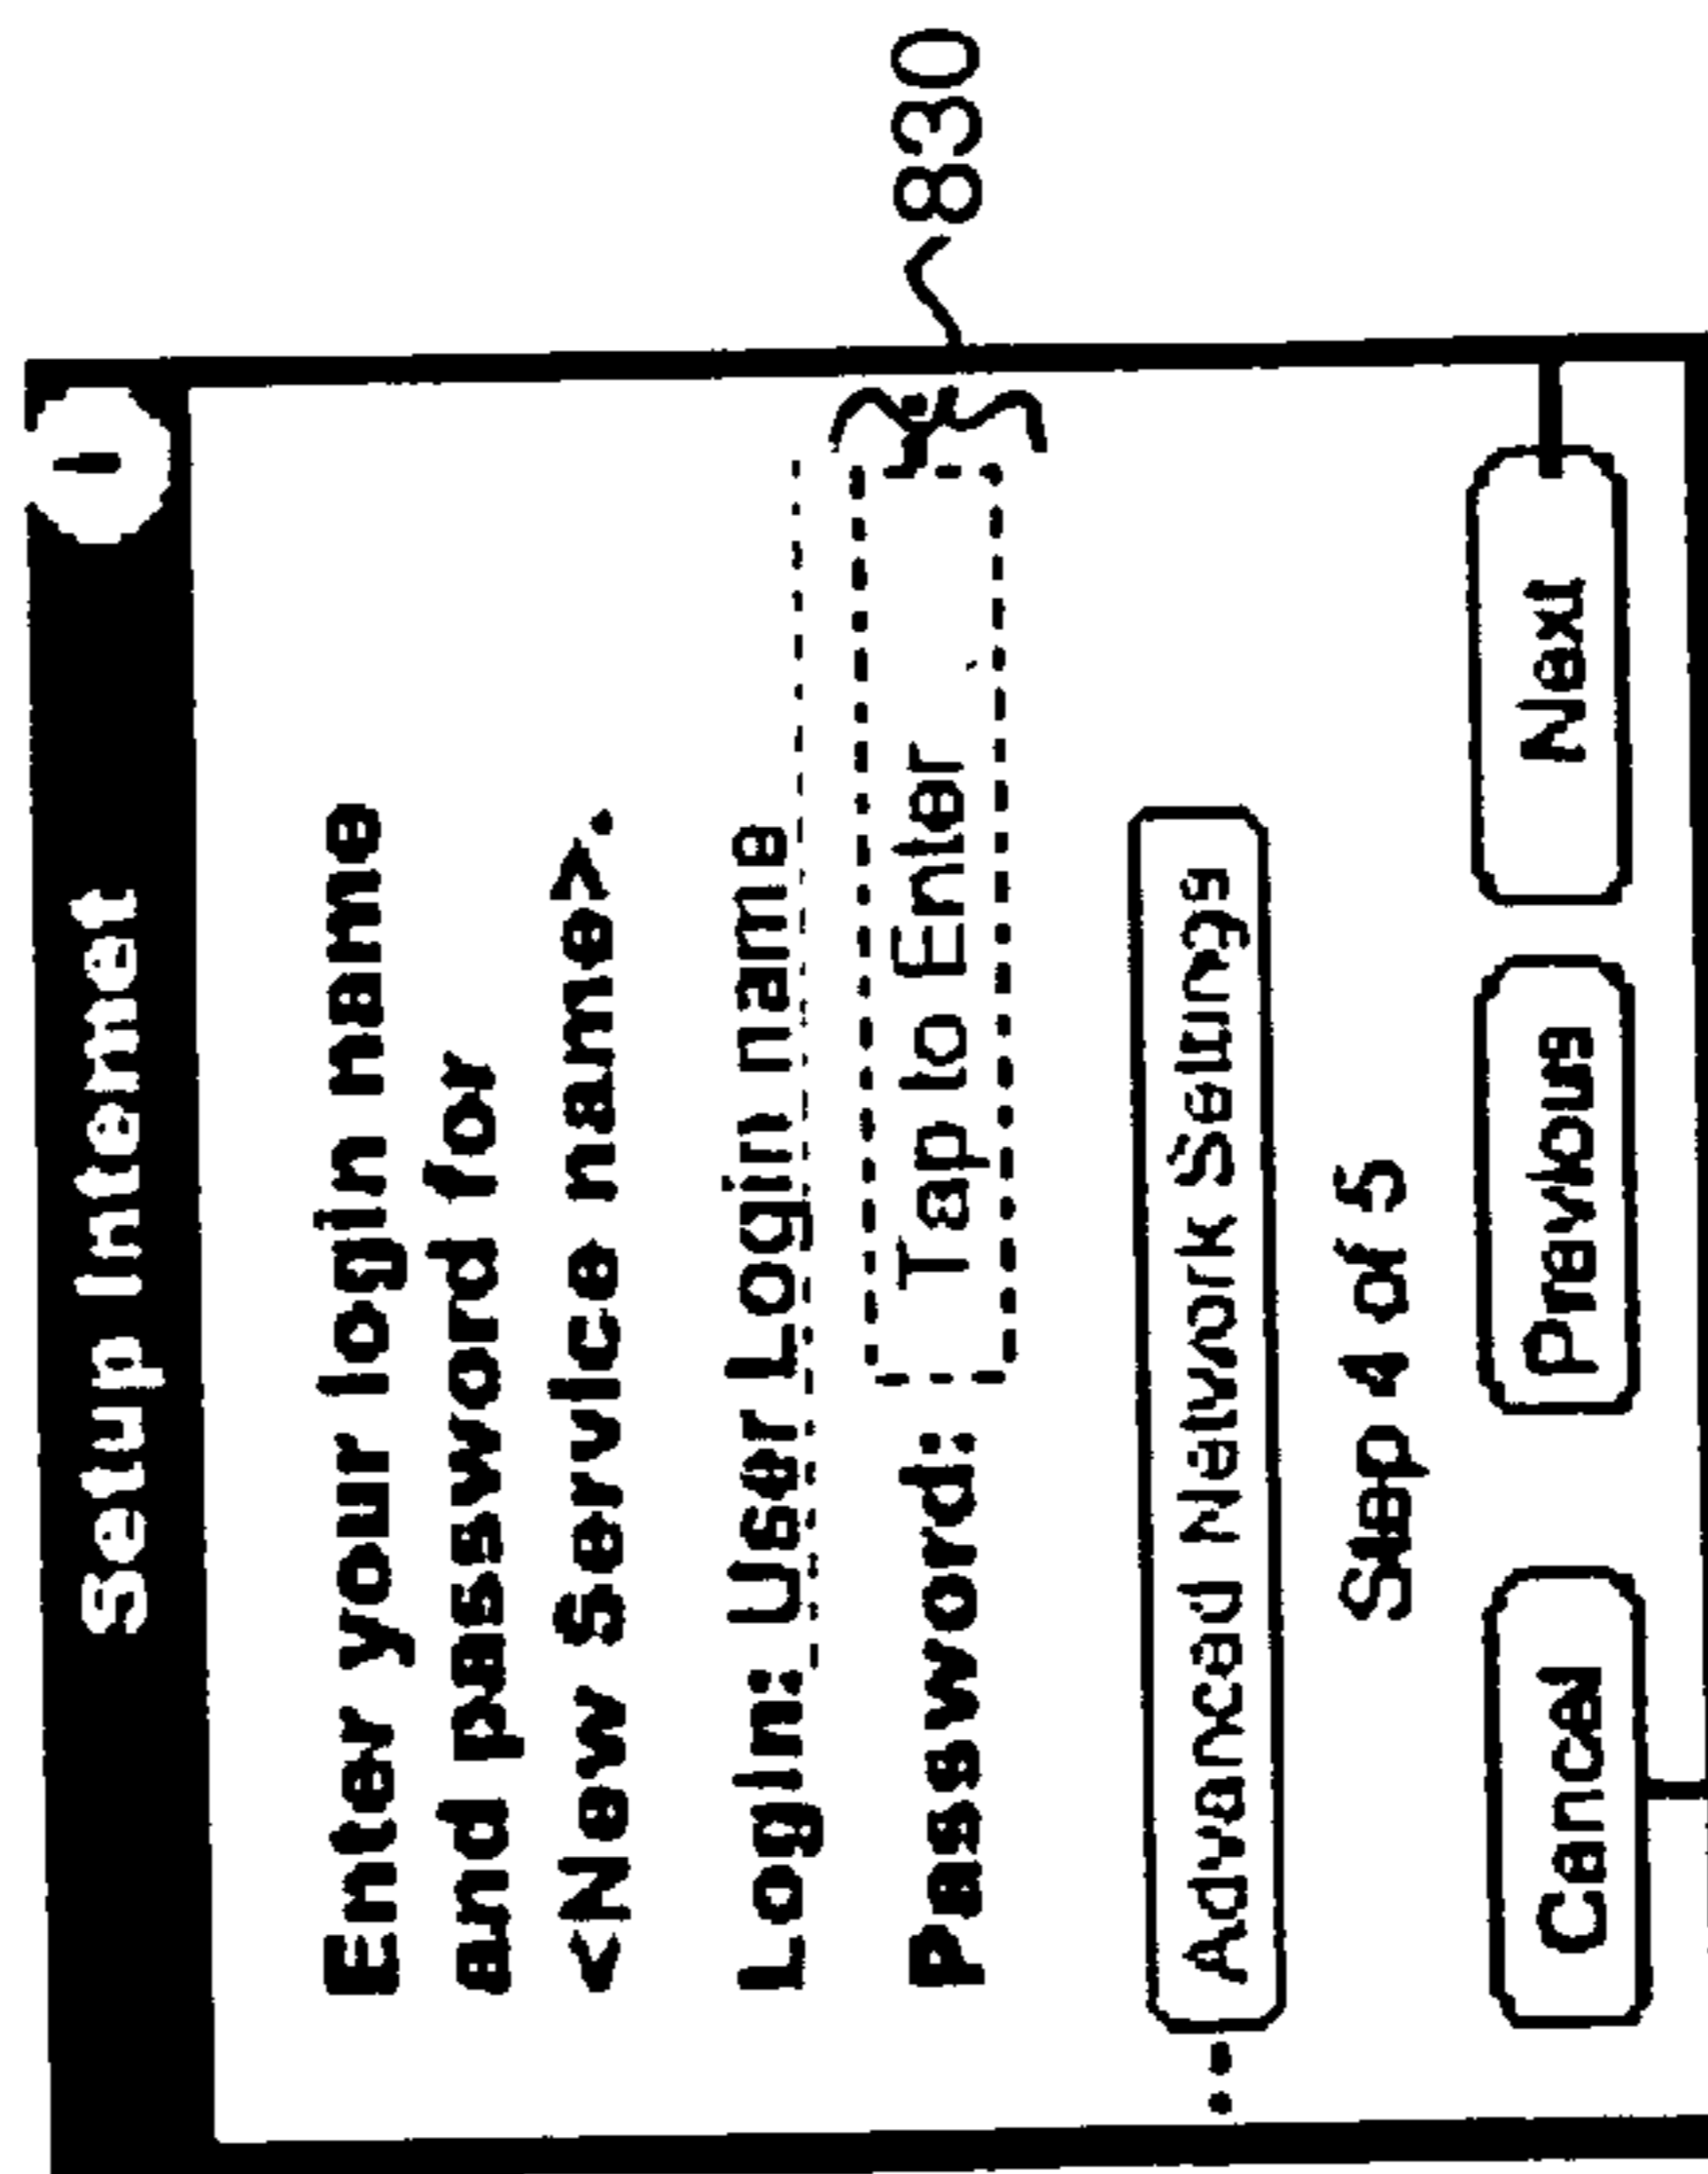 Setup Internet
i
Enter your login name
and password for
<New service name>.
Login: User Login name
Password: Tap to Enter
Advanced Network Settings
Step 4 of 5
Cancel Previous Next
830